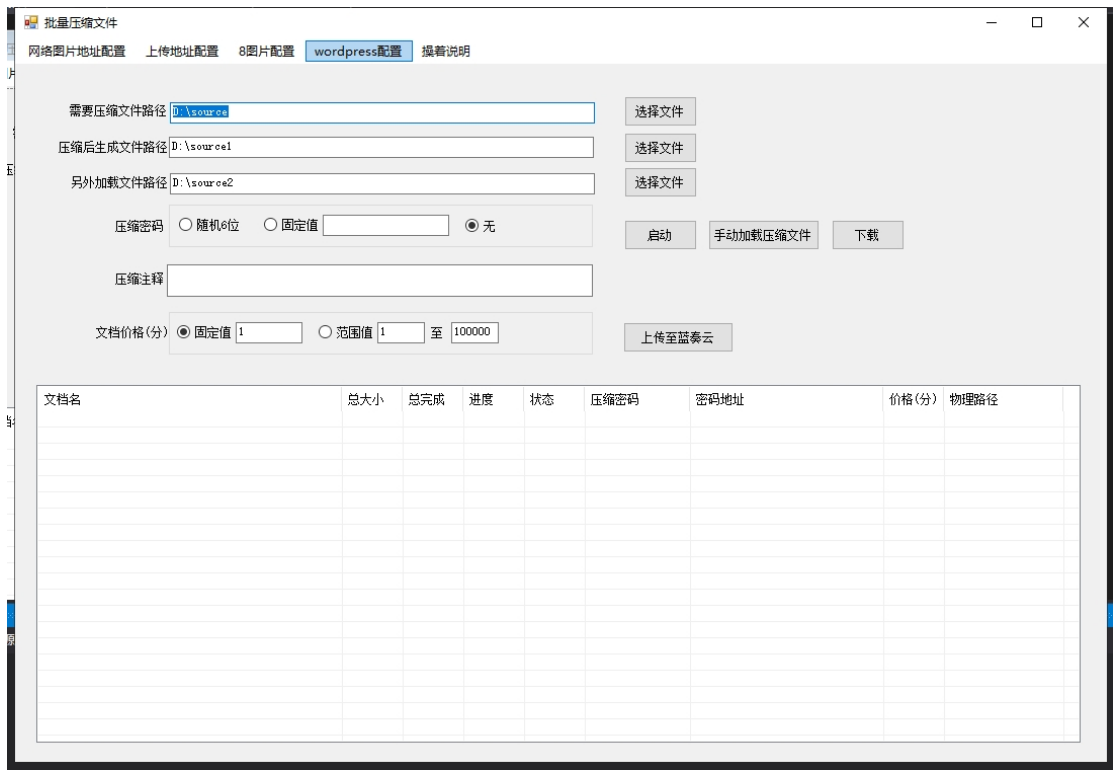 批量压缩文件
网络图片地址配置 上传地址配置 8图片配置 wordpress配置 操着说明
需要压缩文件路径 D:\source 选择文件
压缩后生成文件路径 D:\source1 选择文件
另外加载文件路径 D:\source2 选择文件
压缩密码 随机6位 固定值 无 启动 手动加载压缩文件 下载
压缩注释
文档价格(分) 固定值 1 范围值 1 至 100000 上传至蓝奏云
文档名 总大小 总完成 进度 状态 压缩密码 密码地址 价格(分) 物理路径